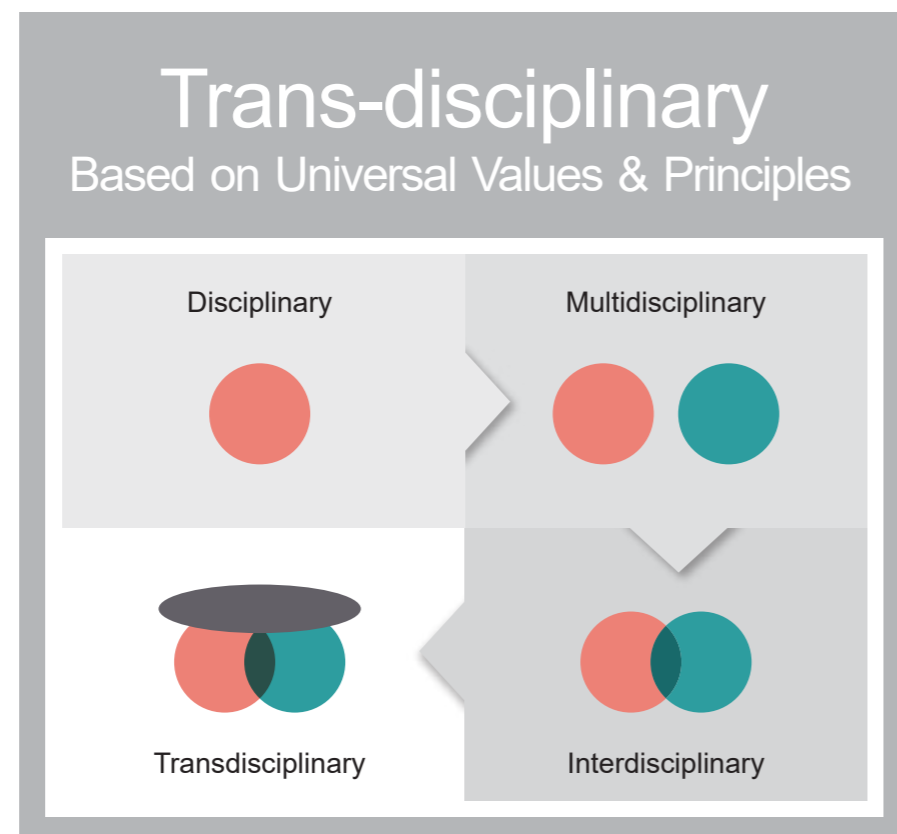 Trans-disciplinary
Based on Universal Values & Principles
Disciplinary
Multidisciplinary
Transdisciplinary
Interdisciplinary